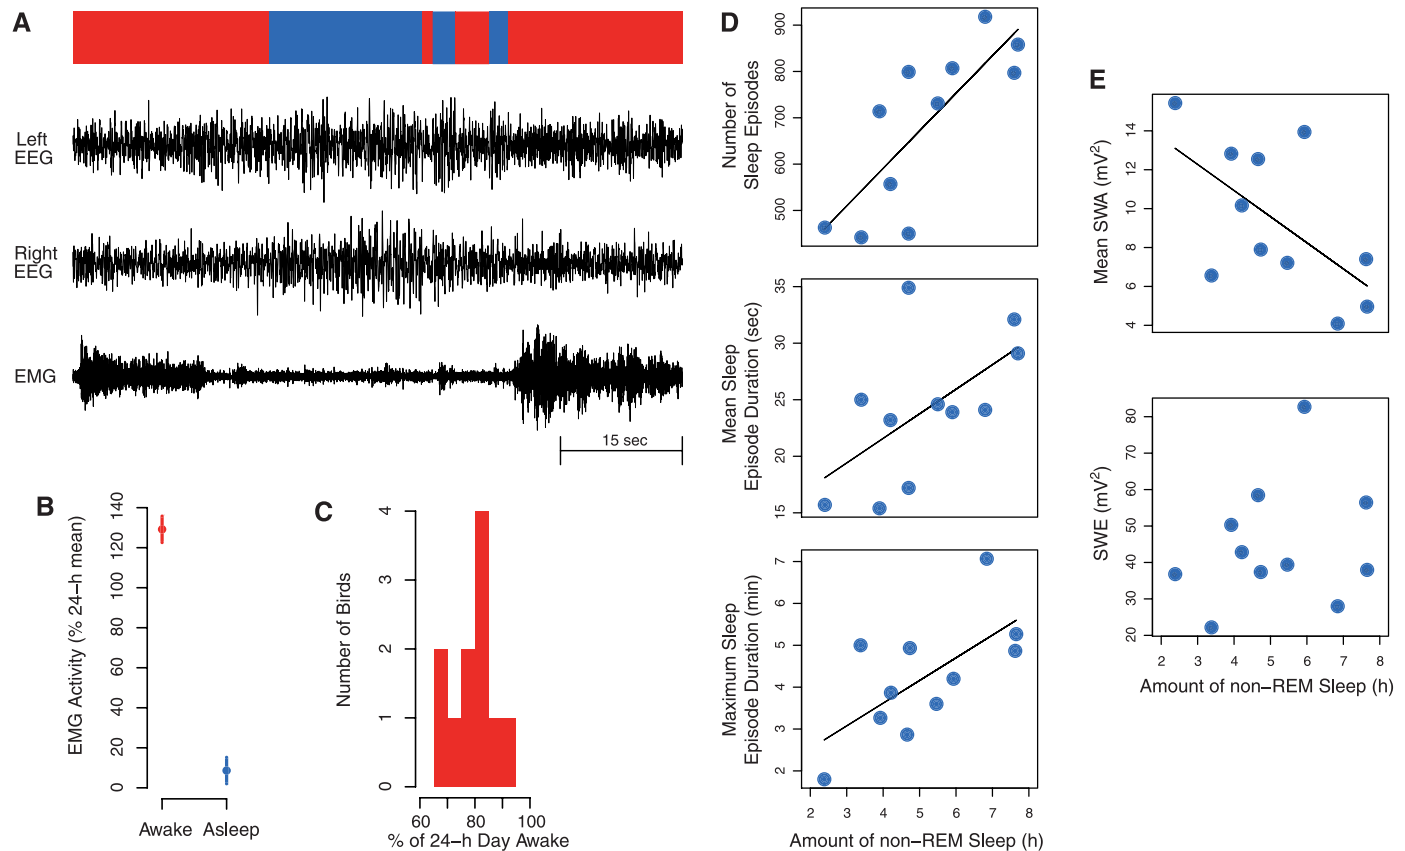 A
Left
EEG
Right
EEG
EMG
15 sec
B
EMG Activity (% 24−h mean)
140
120
100
80
60
40
20
0
Awake Asleep
C
Number of Birds
4
3
2
1
0
60 80 100
% of 24−h Day Awake
D
Number of
Sleep Episodes
900
800
700
600
500
Mean Sleep
Episode Duration (sec)
35
30
25
20
15
Maximum Sleep
Episode Duration (min)
7
6
5
4
3
2
2 3 4 5 6 7 8
Amount of non−REM Sleep (h)
E
Mean SWA (mV²)
14
12
10
8
6
4
SWE (mV²)
80
70
60
50
40
30
20
2 3 4 5 6 7 8
Amount of non−REM Sleep (h)